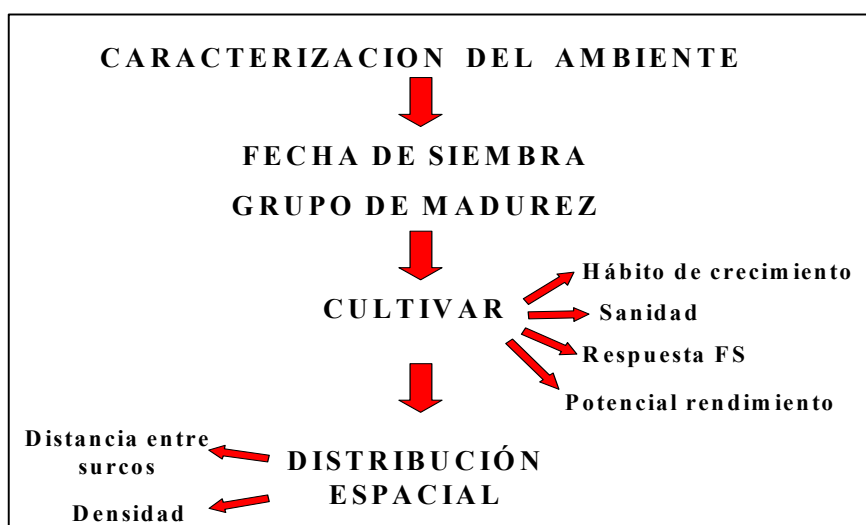 CARACTERIZACION DEL AMBIENTE
FECHA DE SIEMBRA
GRUPO DE MADUREZ
CULTIVAR
Hábito de crecimiento
Sanidad
Respuesta FS
Potencial rendimiento
Distancia entre
surcos
Densidad
DISTRIBUCIÓN
ESPACIAL